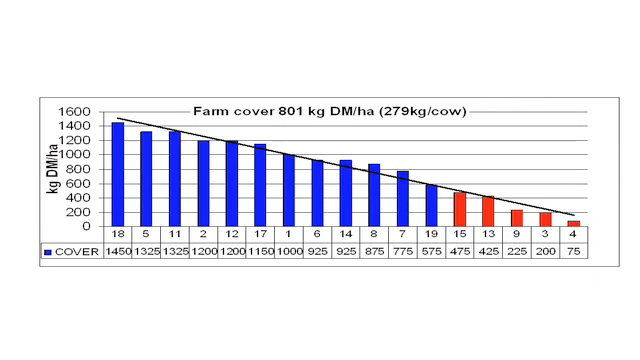 Farm cover 801 kg DM/ha (279kg/cow)
kg DM/ha
1600
1400
1200
1000
800
600
400
200
0
18 5 11 2 12 17 1 6 14 8 7 19 15 13 9 3 4
COVER 1450 1325 1325 1200 1200 1150 1000 925 925 875 775 575 475 425 225 200 75